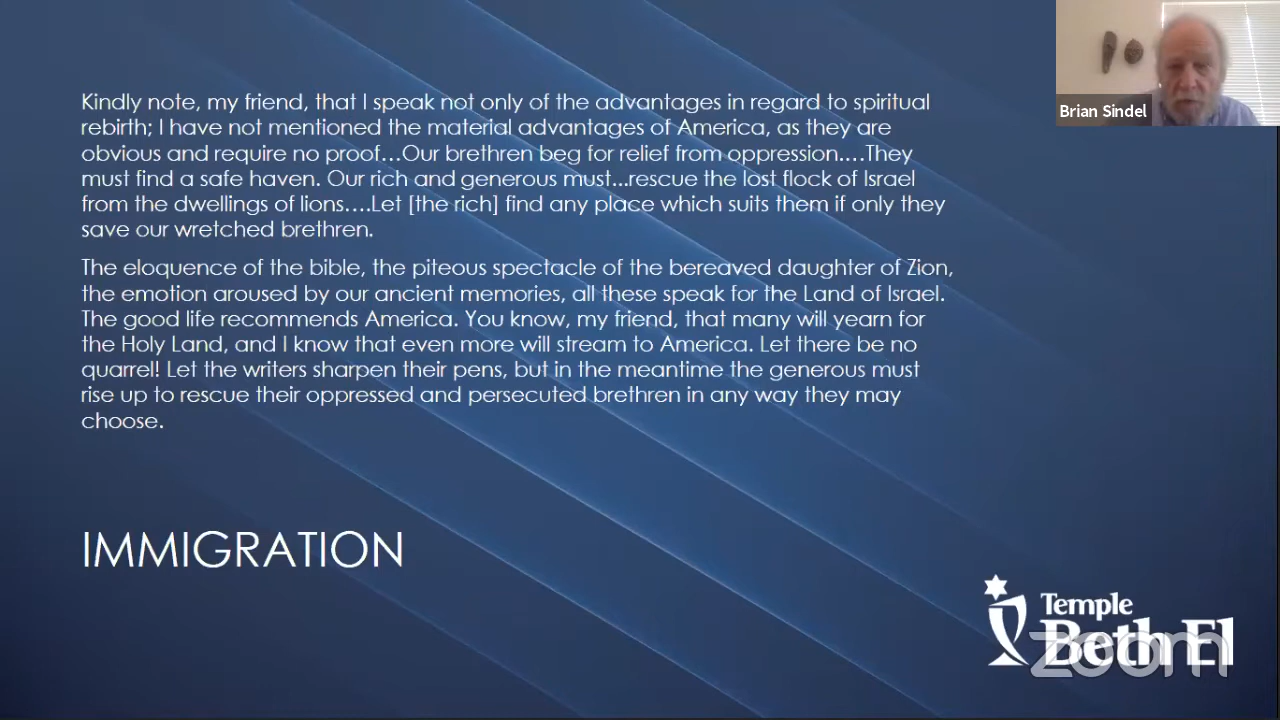 Kindly note, my friend, that I speak not only of the advantages in regard to spiritual
rebirth; I have not mentioned the material advantages of America, as they are
obvious and require no proof…Our brethren beg for relief from oppression.…They
must find a safe haven. Our rich and generous must...rescue the lost flock of Israel
from the dwellings of lions….Let [the rich] find any place which suits them if only they
save our wretched brethren.
The eloquence of the bible, the piteous spectacle of the bereaved daughter of Zion,
the emotion aroused by our ancient memories, all these speak for the Land of Israel.
The good life recommends America. You know, my friend, that many will yearn for
the Holy Land, and I know that even more will stream to America. Let there be no
quarrel! Let the writers sharpen their pens, but in the meantime the generous must
rise up to rescue their oppressed and persecuted brethren in any way they may
choose.
IMMIGRATION
Brian Sindel
Temple
Beth El
zoom